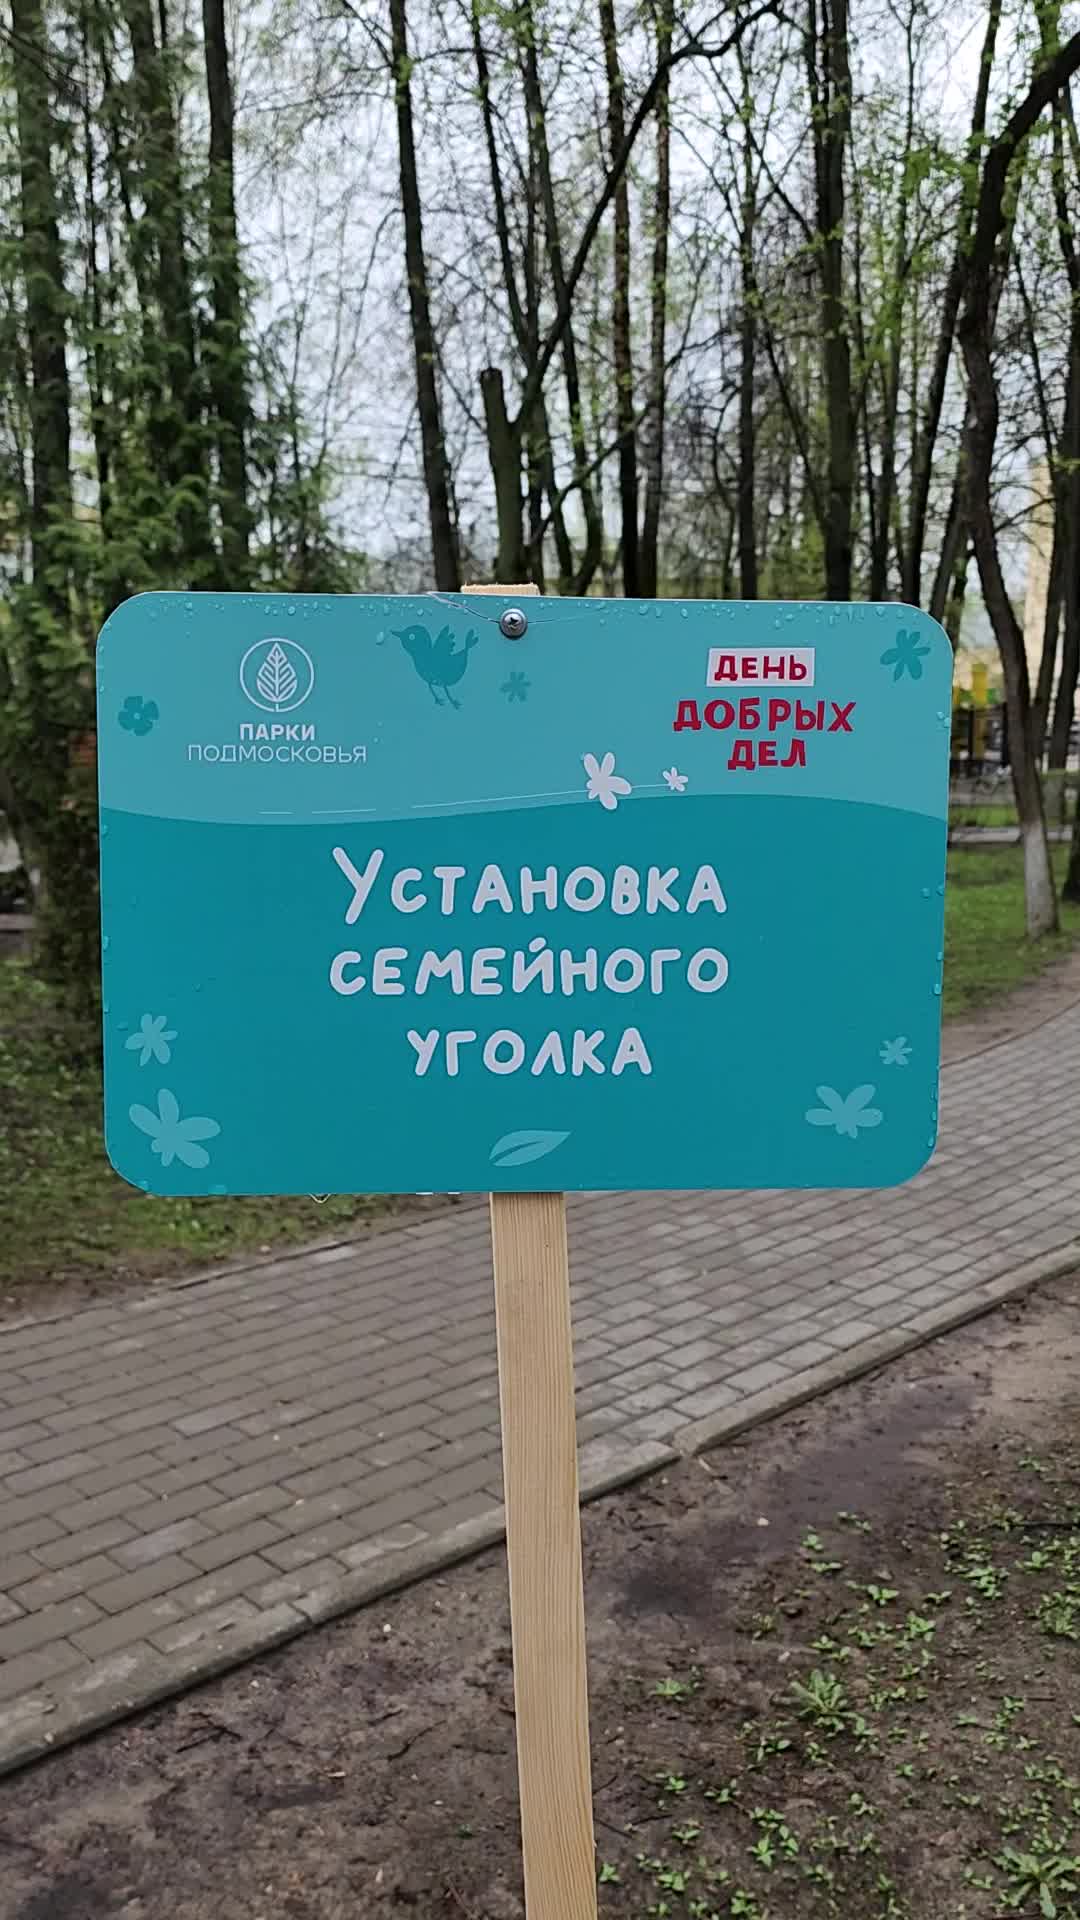 ПАРКИ
ПОДМОСКОВЬЯ
ДЕНЬ
ДОБРЫХ
ДЕЛ
УСТАНОВКА
СЕМЕЙНОГО
УГОЛКА